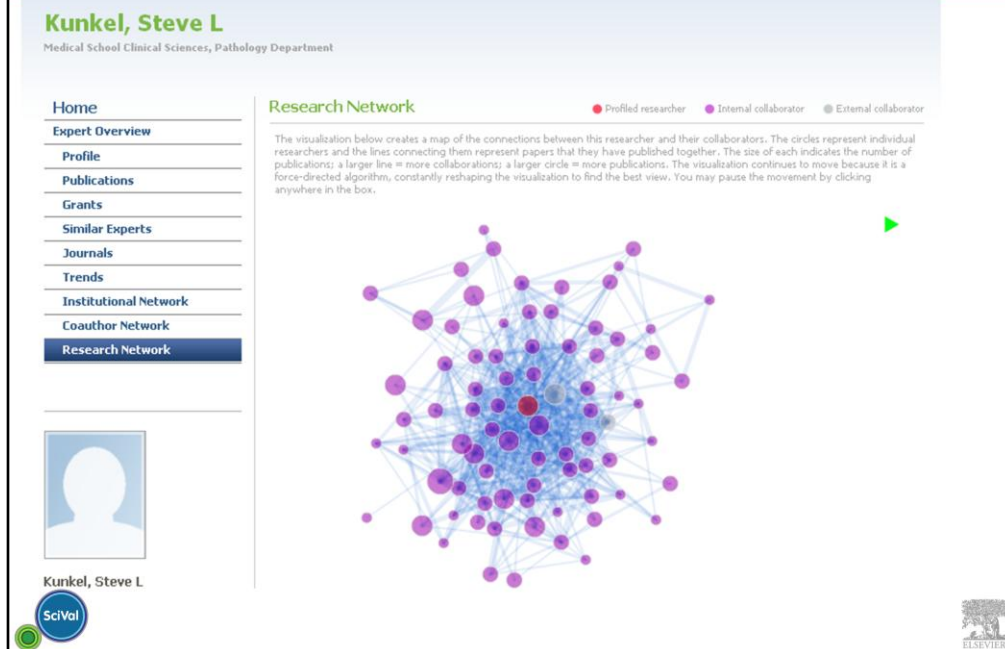 Kunkel, Steve L
Medical School Clinical Sciences, Pathology Department
Home
Expert Overview
Profile
Publications
Grants
Similar Experts
Journals
Trends
Institutional Network
Coauthor Network
Research Network
Kunkel, Steve L
SciVal
Research Network
Profiled researcher
Internal collaborator
External collaborator
The visualization below creates a map of the connections between this researcher and their collaborators. The circles represent individual
researchers and the lines connecting them represent papers that they have published together. The size of each indicates the number of
publications; a larger line = more collaborations; a larger circle = more publications. The visualization continues to move because it is a
force-directed algorithm, constantly reshaping the visualization to find the best view. You may pause the movement by clicking
anywhere in the box.
ELSEVIER